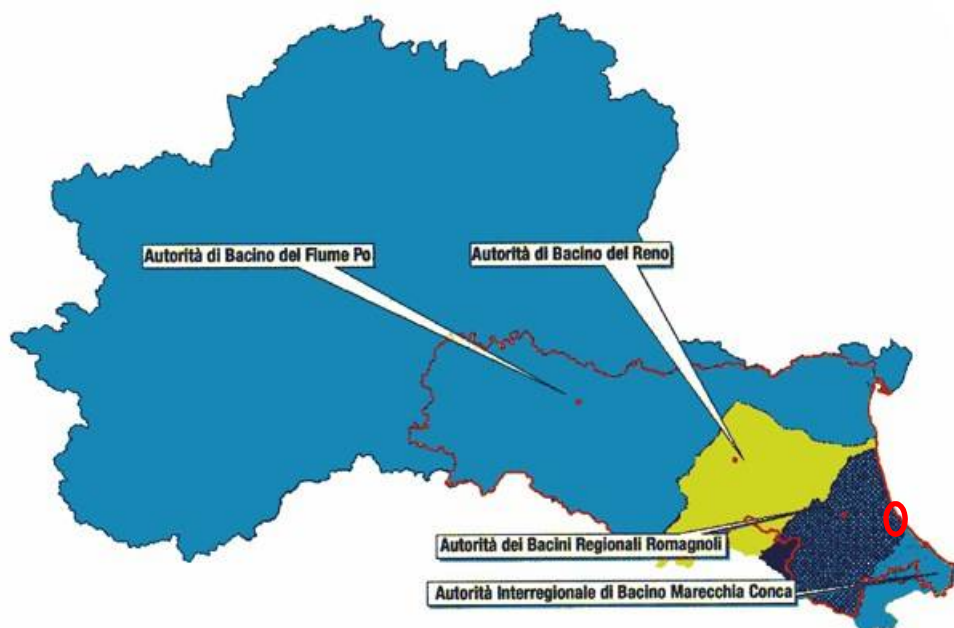 Autorità di Bacino del Fiume Po
Autorità di Bacino del Reno
Autorità dei Bacini Regionali Romagnoli
Autorità Interregionale di Bacino Marecchia Conca